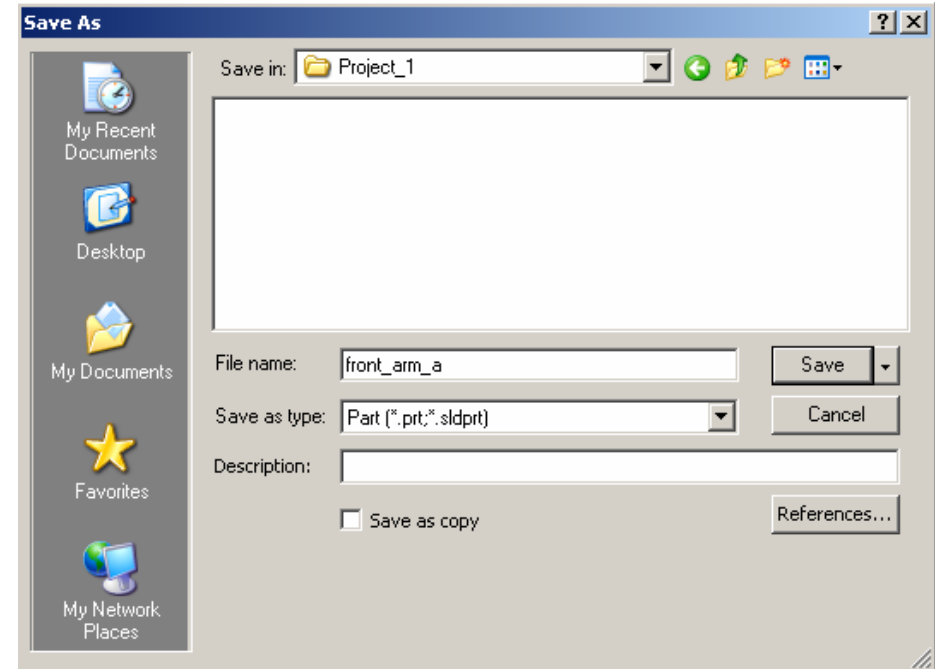 Save As
Save in: Project_1
My Recent
Documents
Desktop
My Documents
Favorites
My Network
Places
File name: front_arm_a
Save
Save as type: Part (*.prt;*.sldprt)
Cancel
Description:
Save as copy
References...